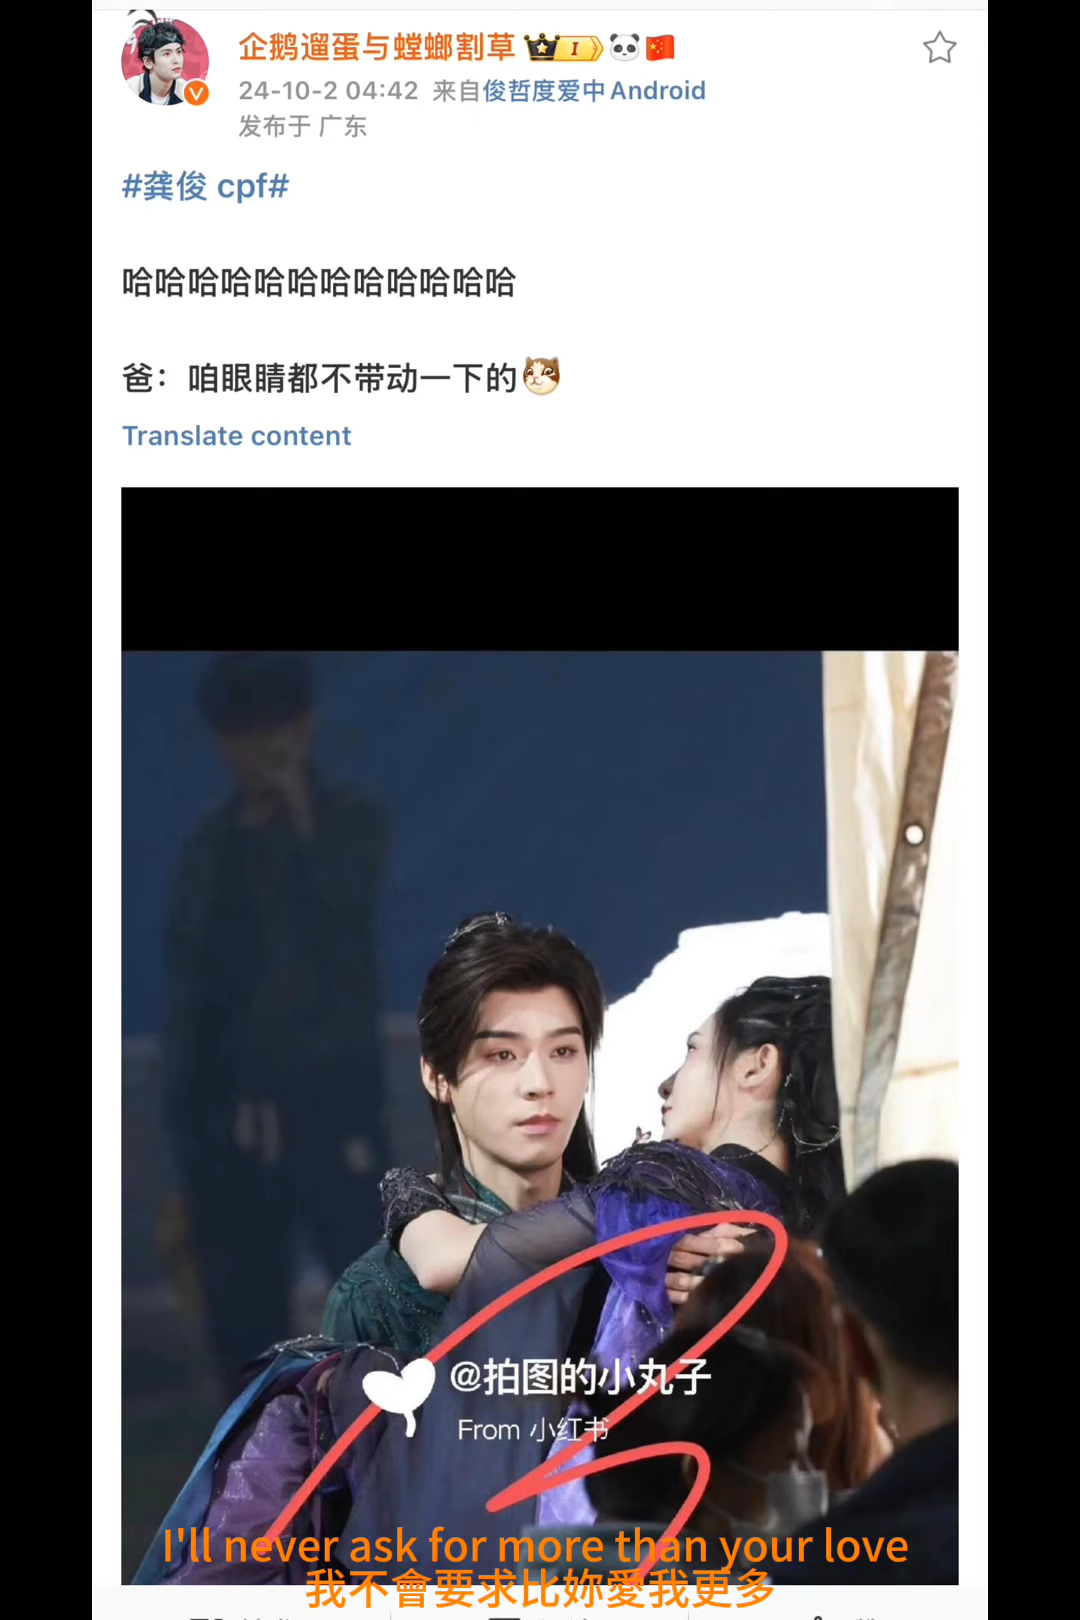 企鹅遛蛋与螳螂割草 I
24-10-2 04:42 来自俊哲度爱中Android
发布于 广东
#龚俊 cpf#
哈哈哈哈哈哈哈哈哈哈哈哈
爸：咱眼睛都不带动一下的
Translate content
@拍图的小丸子
From 小红书
I'll never ask for more than your love
我不會要求比妳愛我更多